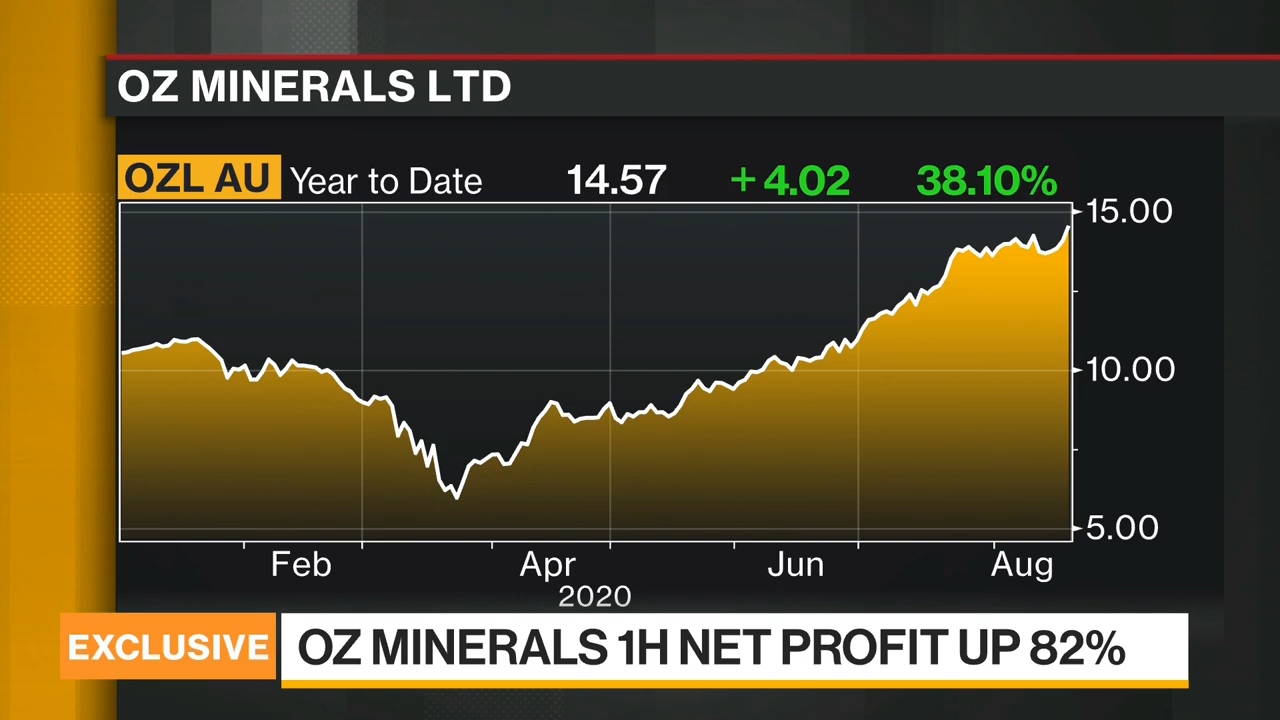 OZ MINERALS LTD
OZL AU Year to Date 14.57 +4.02 38.10%
15.00
10.00
5.00
Feb Apr Jun Aug
2020
EXCLUSIVE OZ MINERALS 1H NET PROFIT UP 82%